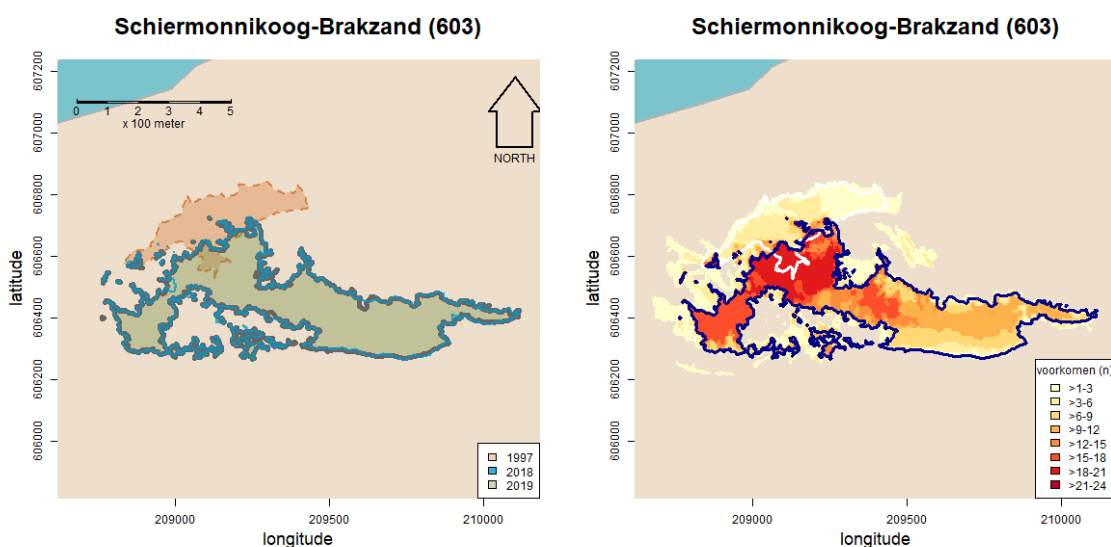 Schiermonnikoog-Brakzand (603)
607200
607000
606800
606600
606400
606200
606000
latitude
0 1 2 3 4 5
x 100 meter
NORTH
1997
2018
2019
209000 209500 210000
longitude
Schiermonnikoog-Brakzand (603)
607200
607000
606800
606600
606400
606200
606000
latitude
voorkomen (n)
>1-3
>3-6
>6-9
>9-12
>12-15
>15-18
>18-21
>21-24
209000 209500 210000
longitude